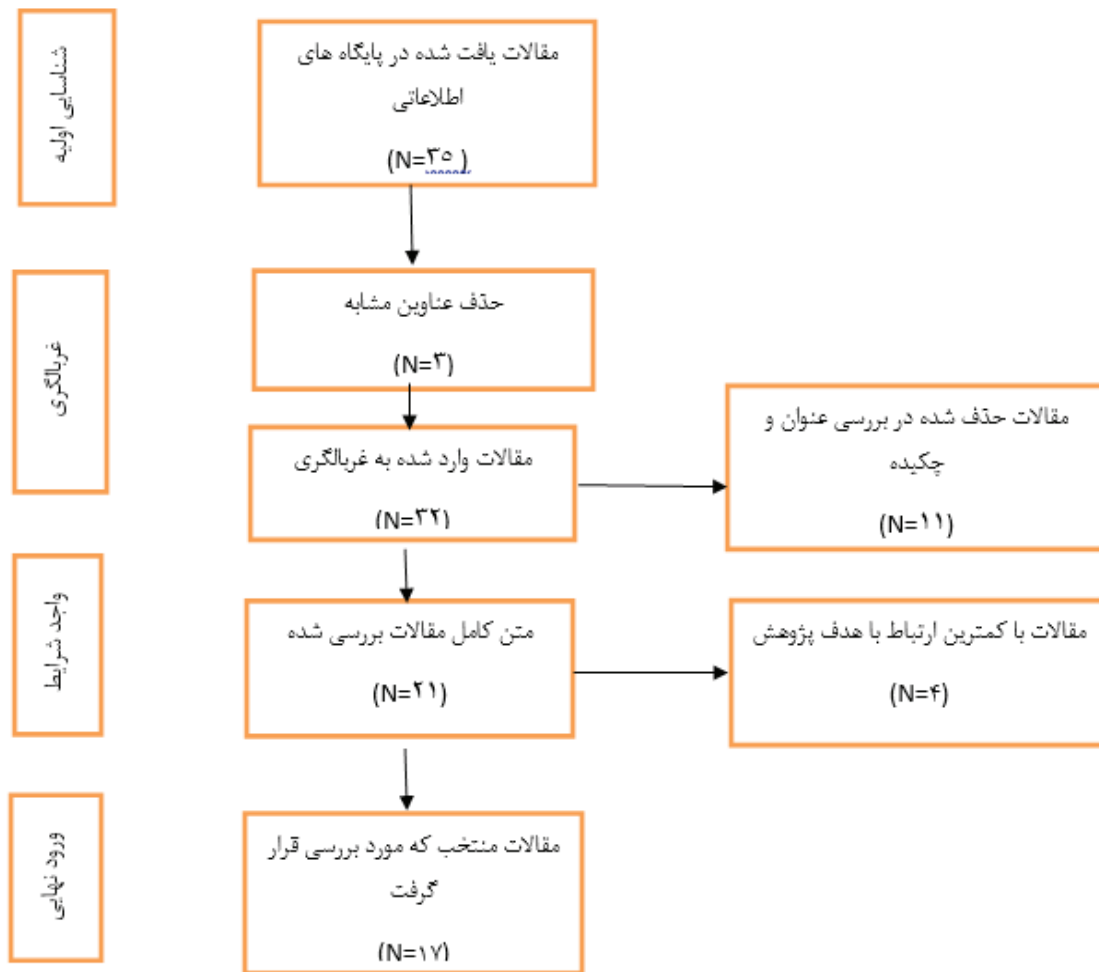 شناسایی اولیه
مقالات یافت شده در پایگاه های
اطلاعاتی
(N=۳۵ )
غربالگری
حذف عناوین مشابه
(N=۳)
مقالات وارد شده به غربالگری
(N=۳۲)
مقالات حذف شده در بررسی عنوان و
چکیده
(N=۱۱)
واجد شرایط
متن کامل مقالات بررسی شده
(N=۲۱)
مقالات با کمترین ارتباط با هدف پژوهش
(N=۴)
ورود نهایی
مقالات منتخب که مورد بررسی قرار
گرفت
(N=۱۷)